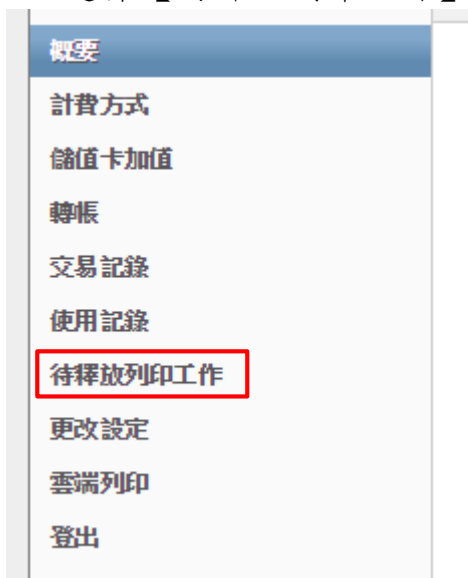 概要
計費方式
儲值卡加值
轉帳
交易記錄
使用記錄
待釋放列印工作
更改設定
雲端列印
登出